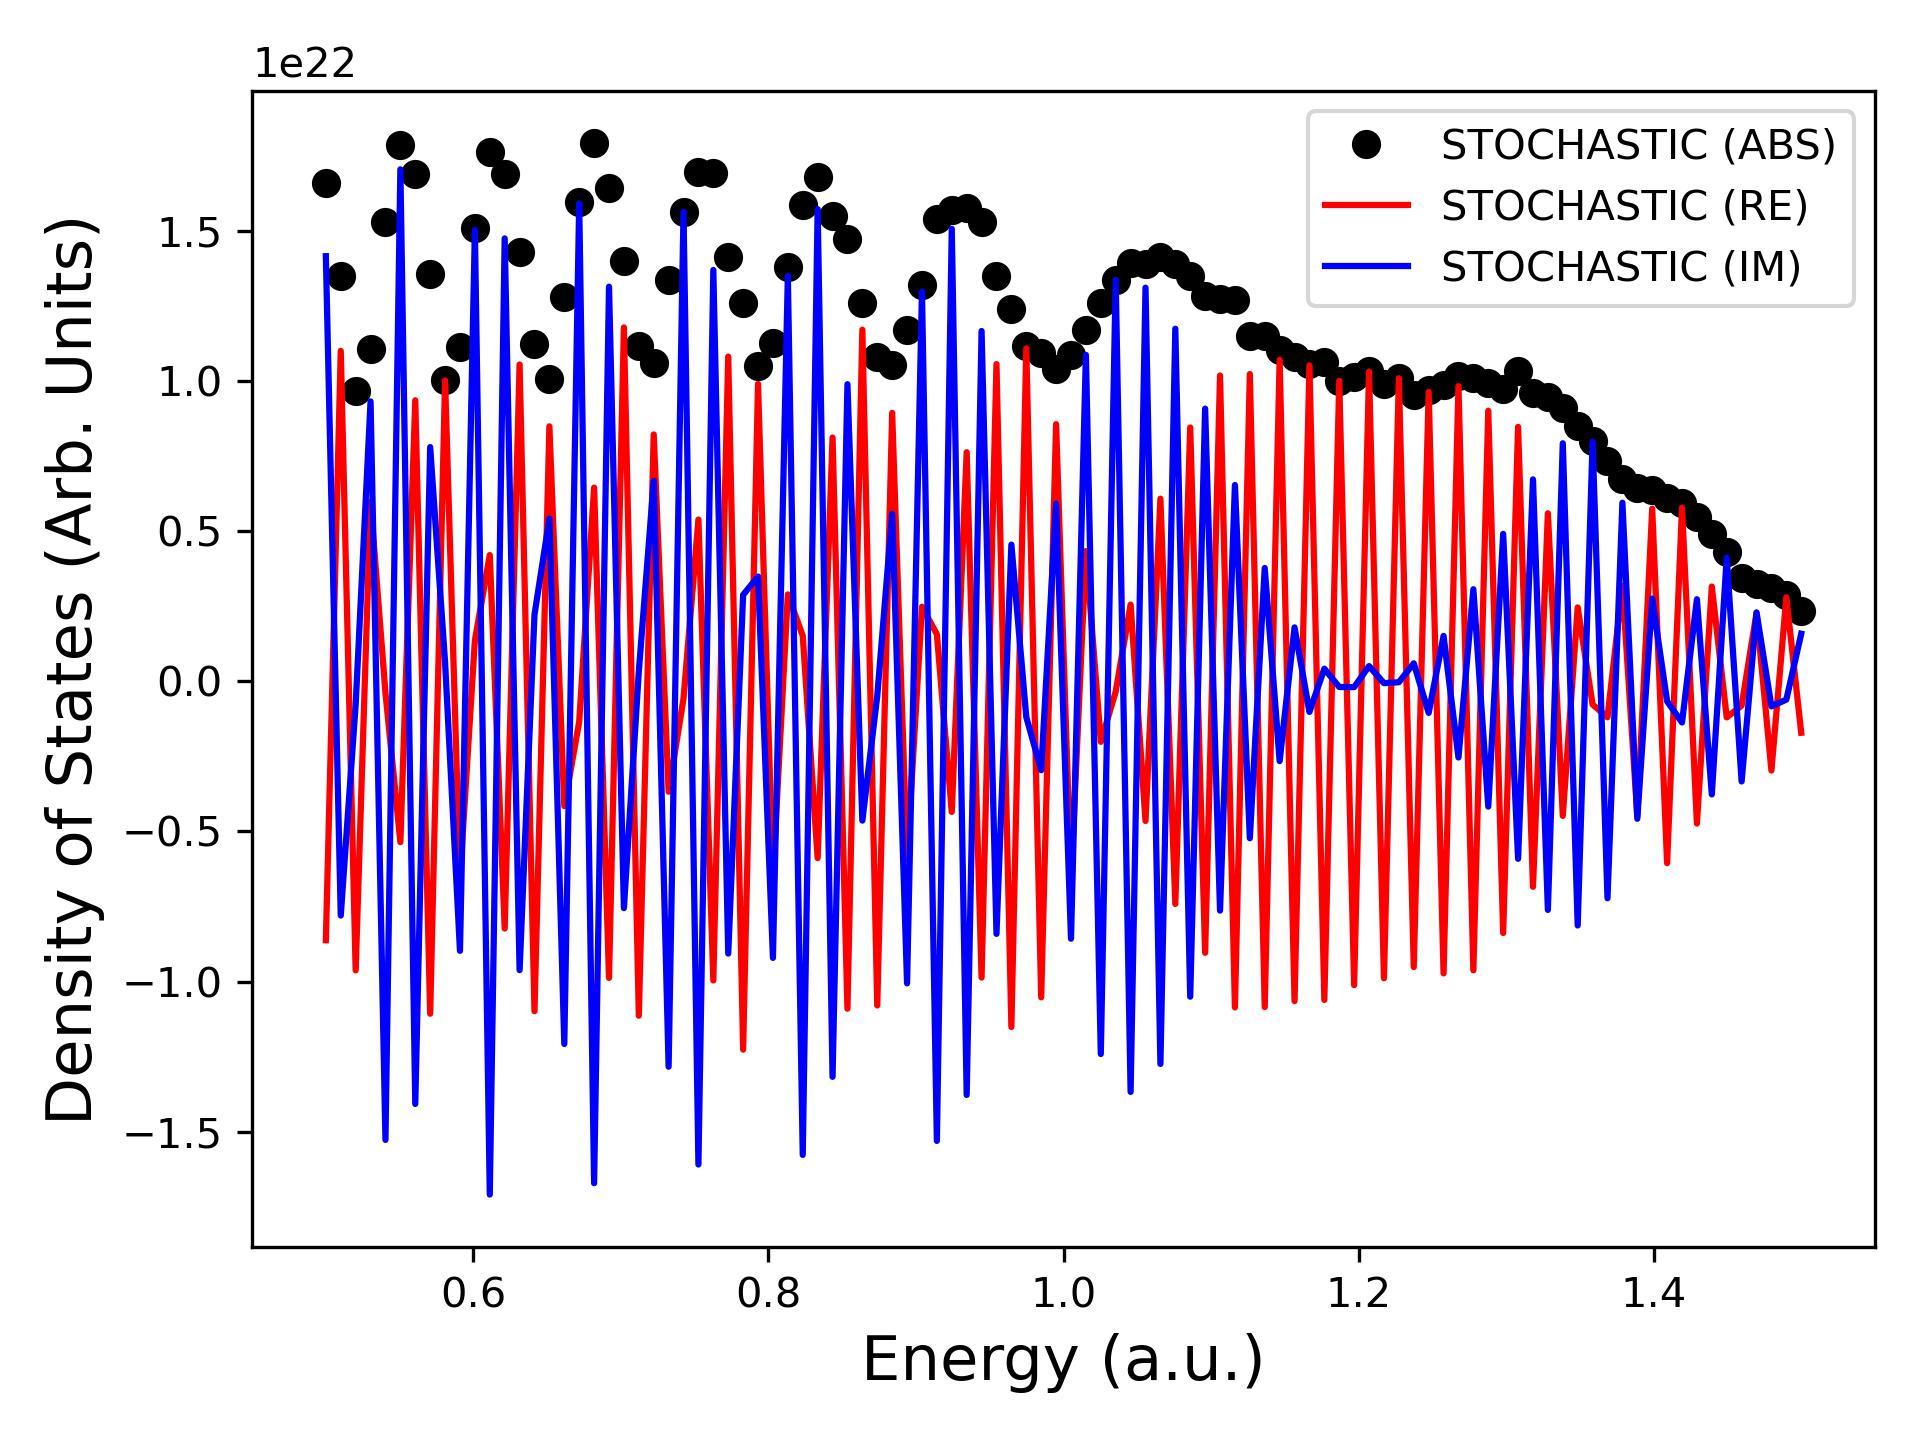 1e22
Density of States (Arb. Units)
1.5
1.0
0.5
0.0
−0.5
−1.0
−1.5
STOCHASTIC (ABS)
STOCHASTIC (RE)
STOCHASTIC (IM)
0.6 0.8 1.0 1.2 1.4
Energy (a.u.)